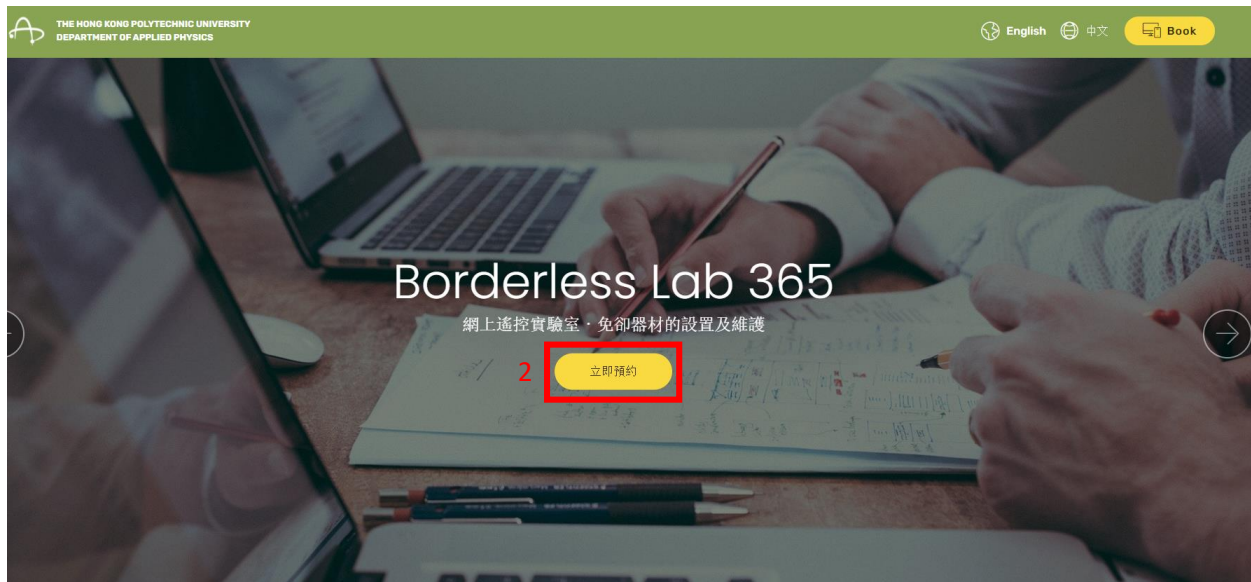 THE HONG KONG POLYTECHNIC UNIVERSITY
DEPARTMENT OF APPLIED PHYSICS
English
中文
Book
Borderless Lab 365
網上遙控實驗室·免卻器材的設置及維護
2
立即預約